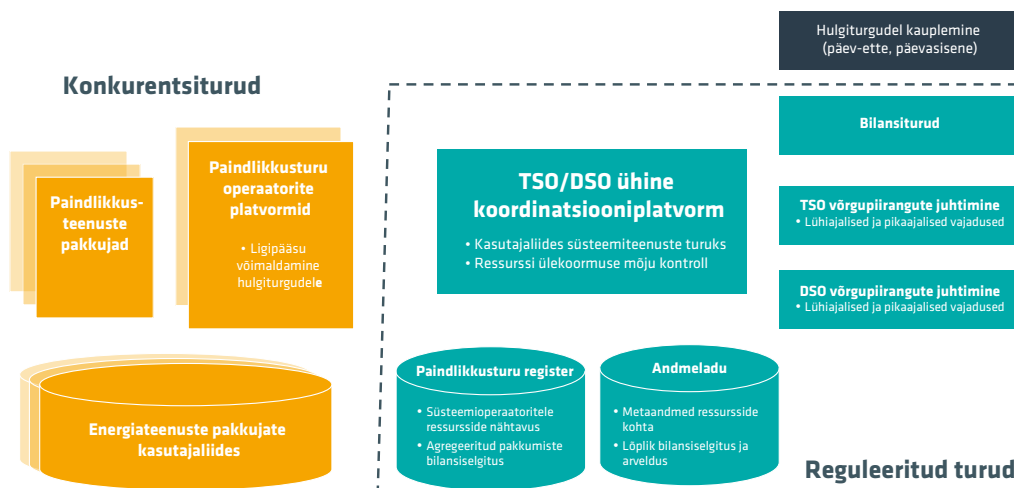 Hulgiturgudel kauplemine
(päev-ette, päevasisene)
Konkurentsiturud
Bilansiturud
Paindlikkus-
teenuste
pakkujad
Paindlikkusturu
operaatorite
platvormid
• Ligipääsu
võimaldamine
hulgiturgudele
TSO/DSO ühine
koordinatsiooniplatvorm
• Kasutajaliides süsteemiteenuste turuks
• Ressurssi ülekoormuse mõju kontroll
TSO võrgupiirangute juhtimine
• Lühiajalised ja pikaajalised vajadused
DSO võrgupiirangute juhtimine
• Lühiajalised ja pikaajalised vajadused
Energiateenuste pakkujate
kasutajaliides
Paindlikkusturu register
• Süsteemioperaatoritele
ressursside nähtavus
• Agregeeritud pakkumiste
bilansiselgitus
Andmeladu
• Metaandmed ressursside
kohta
• Lõplik bilansiselgitus ja
arveldus
Reguleeritud turud